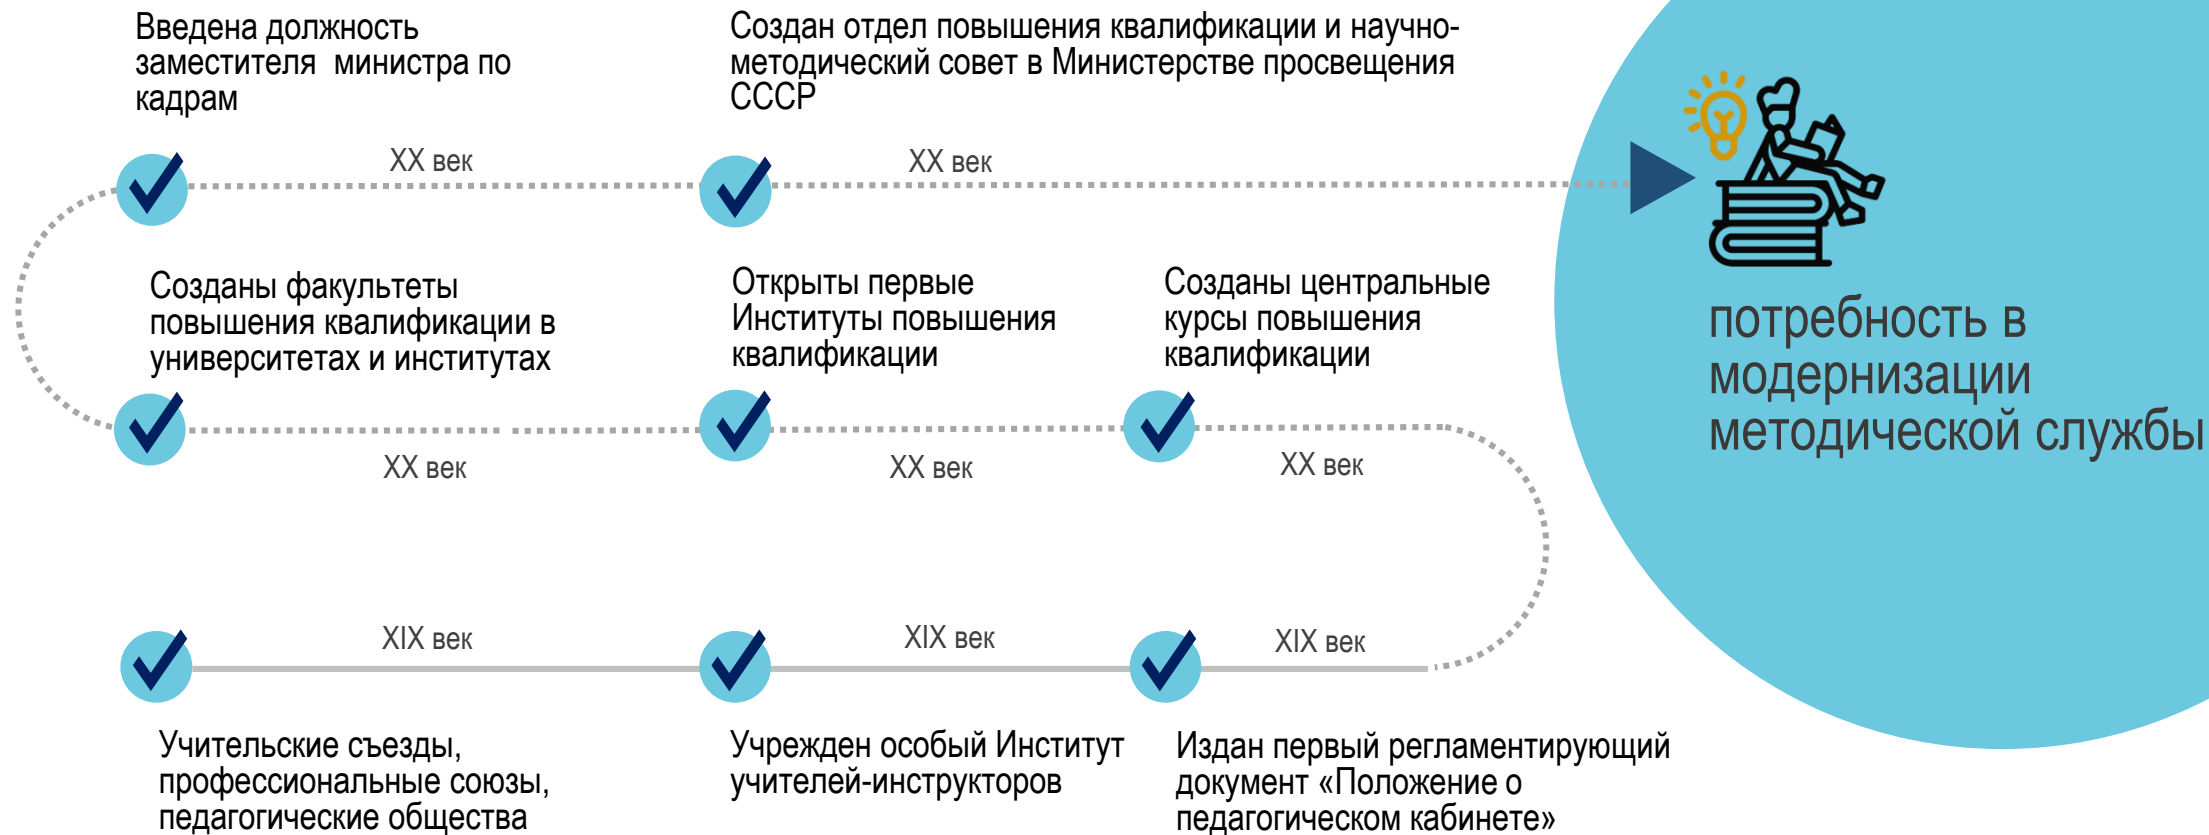 Введена должность
заместителя  министра по
кадрам
Создан отдел повышения квалификации и научно-
методический совет в Министерстве просвещения
СССР
XX век
XX век
Созданы факультеты
повышения квалификации в
университетах и институтах
Открыты первые
Институты повышения
квалификации
Созданы центральные
курсы повышения
квалификации
потребность в
модернизации
методической службы
XX век
XX век
XX век
XIX век
XIX век
XIX век
Учительские съезды,
профессиональные союзы,
педагогические общества
Учрежден особый Институт
учителей-инструкторов
Издан первый регламентирующий
документ «Положение о
педагогическом кабинете»